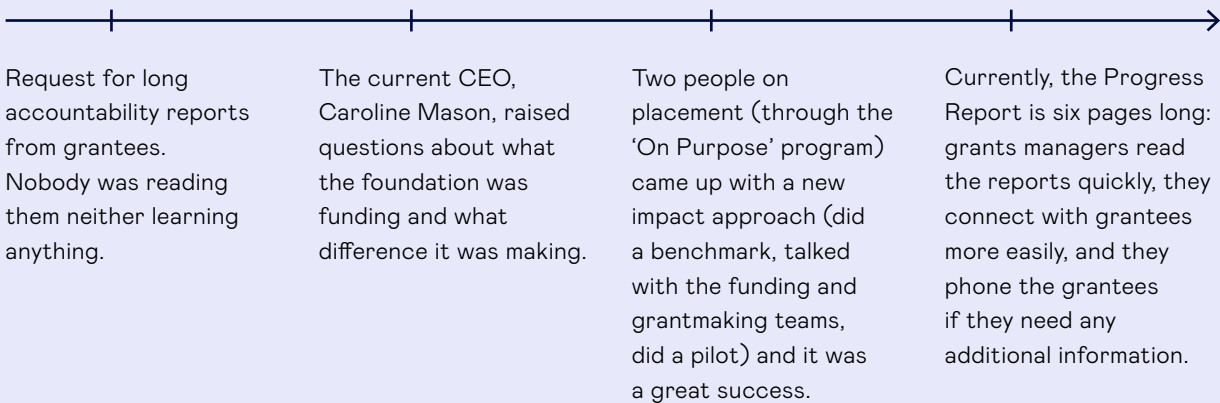 Request for long
accountability reports
from grantees.
Nobody was reading
them neither learning
anything.
The current CEO,
Caroline Mason, raised
questions about what
the foundation was
funding and what
difference it was making.
Two people on
placement (through the
‘On Purpose’ program)
came up with a new
impact approach (did
a benchmark, talked
with the funding and
grantmaking teams,
did a pilot) and it was
a great success.
Currently, the Progress
Report is six pages long:
grants managers read
the reports quickly, they
connect with grantees
more easily, and they
phone the grantees
if they need any
additional information.